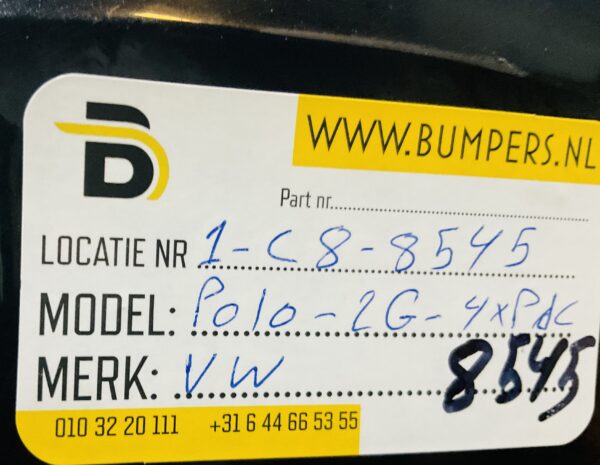 WWW.BUMPERS.NL
Part nr.
LOCATIE NR 1-C8-8545
MODEL: Polo-2G-4xPdc
MERK: VW
8545
010 32 20 111 +31 6 44 66 53 55